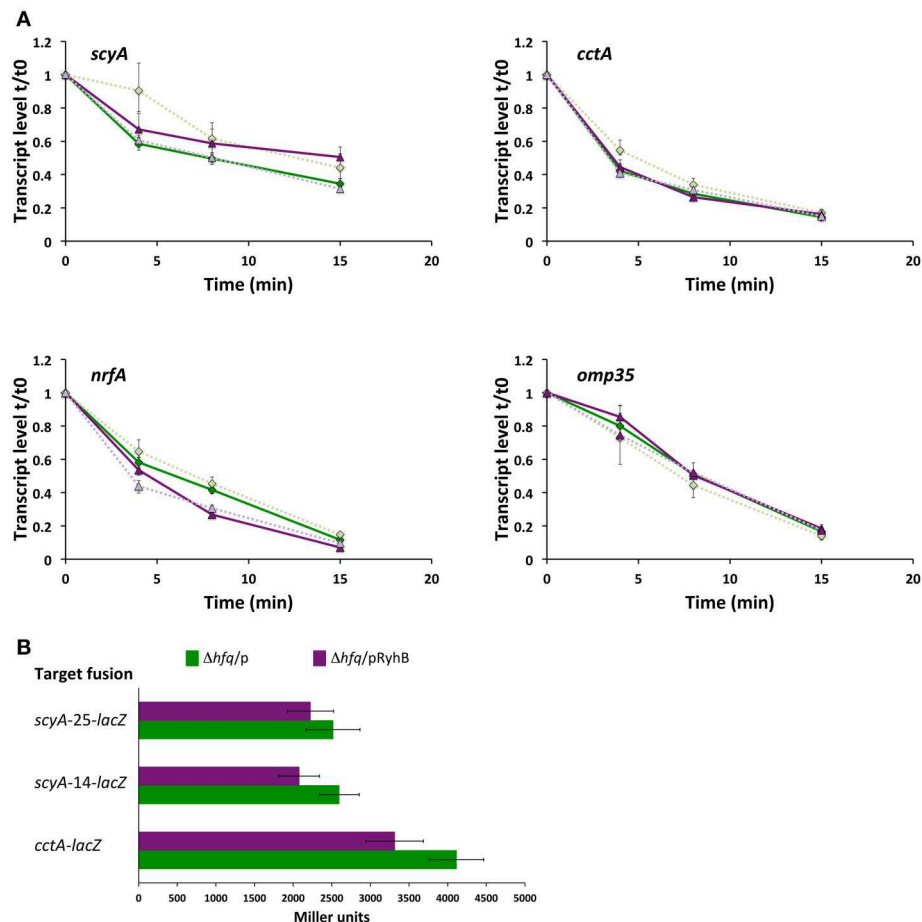 A
scyA
Transcript level t/t0
1.2
1
0.8
0.6
0.4
0.2
0
0 5 10 15 20
Time (min)
cctA
Transcript level t/t0
1.2
1
0.8
0.6
0.4
0.2
0
0 5 10 15 20
Time (min)
nrfA
Transcript level t/t0
1.2
1
0.8
0.6
0.4
0.2
0
0 5 10 15 20
Time (min)
omp35
Transcript level t/t0
1.2
1
0.8
0.6
0.4
0.2
0
0 5 10 15 20
Time (min)
B
Δhfq/p Δhfq/pRyhB
Target fusion
scyA-25-lacZ
scyA-14-lacZ
cctA-lacZ
0 500 1000 1500 2000 2500 3000 3500 4000 4500 5000
Miller units